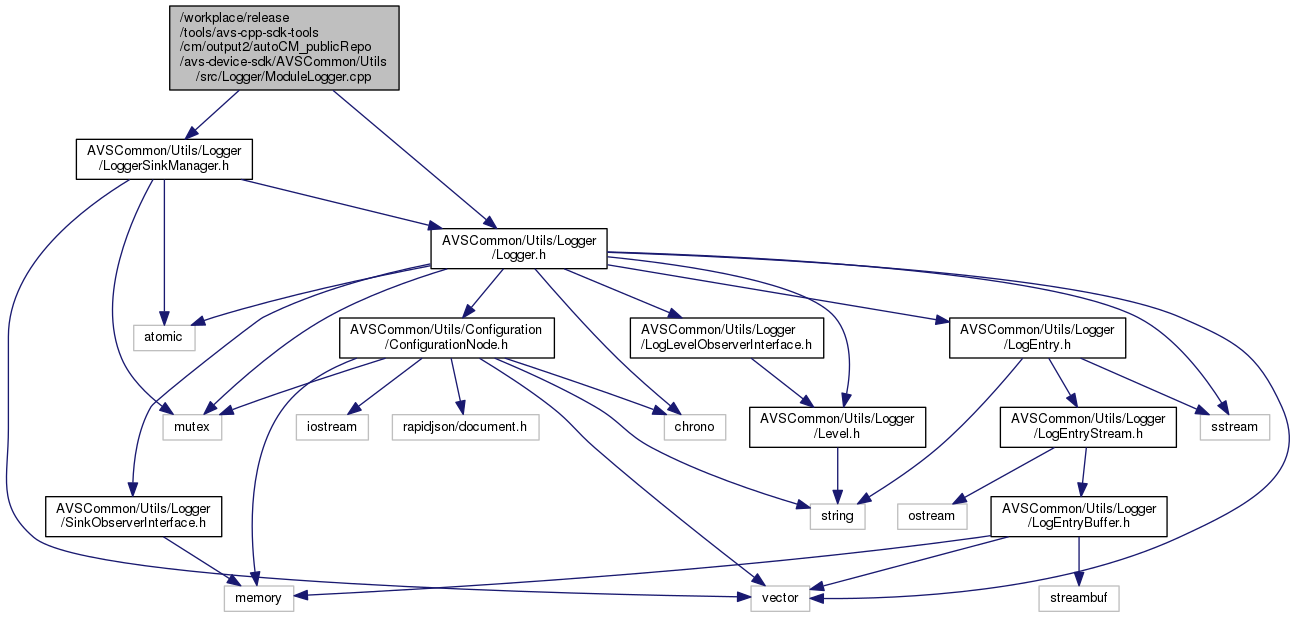 /workplace/release
/tools/avs-cpp-sdk-tools
/cm/output2/autoCM_publicRepo
/avs-device-sdk/AVSCommon/Utils
/src/Logger/ModuleLogger.cpp
AVSCommon/Utils/Logger
/LoggerSinkManager.h
AVSCommon/Utils/Logger
/Logger.h
atomic
AVSCommon/Utils/Configuration
/ConfigurationNode.h
AVSCommon/Utils/Logger
/LogLevelObserverInterface.h
AVSCommon/Utils/Logger
/LogEntry.h
mutex
iostream
rapidjson/document.h
chrono
AVSCommon/Utils/Logger
/Level.h
AVSCommon/Utils/Logger
/LogEntryStream.h
sstream
AVSCommon/Utils/Logger
/SinkObserverInterface.h
string
ostream
AVSCommon/Utils/Logger
/LogEntryBuffer.h
memory
vector
streambuf